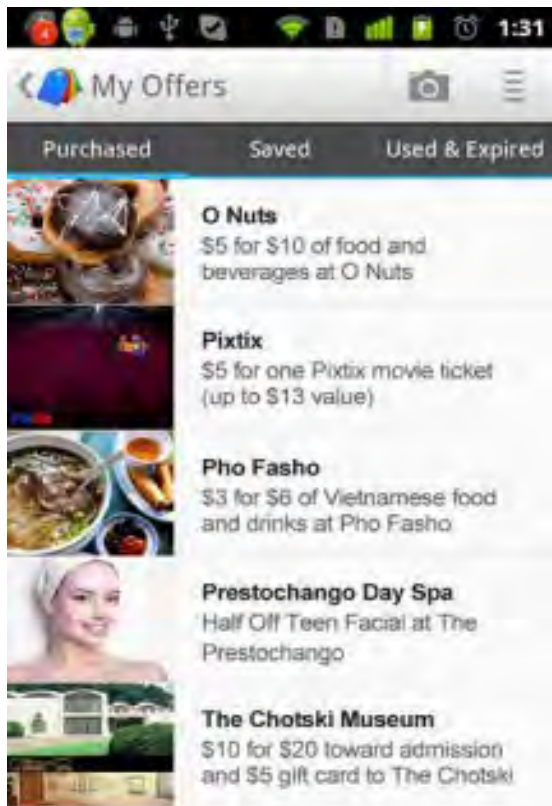 4
1:31
My Offers
Purchased
Saved
Used & Expired
O Nuts
$5 for $10 of food and
beverages at O Nuts
Pixtix
$5 for one Pixtix movie ticket
(up to $13 value)
Pho Fasho
$3 for $6 of Vietnamese food
and drinks at Pho Fasho
Prestochango Day Spa
Half Off Teen Facial at The
Prestochango
The Chotski Museum
$10 for $20 toward admission
and $5 gift card to The Chotski